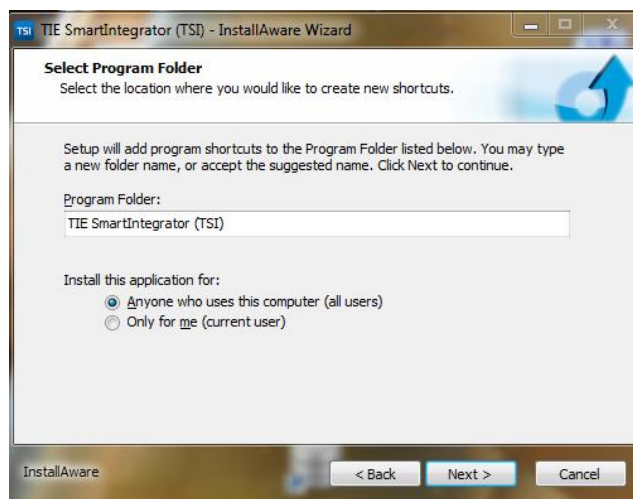 TSI TIE SmartIntegrator (TSI) - InstallAware Wizard
Select Program Folder
Select the location where you would like to create new shortcuts.
Setup will add program shortcuts to the Program Folder listed below. You may type
a new folder name, or accept the suggested name. Click Next to continue.
Program Folder:
TIE SmartIntegrator (TSI)
Install this application for:
Anyone who uses this computer (all users)
Only for me (current user)
InstallAware < Back Next > Cancel